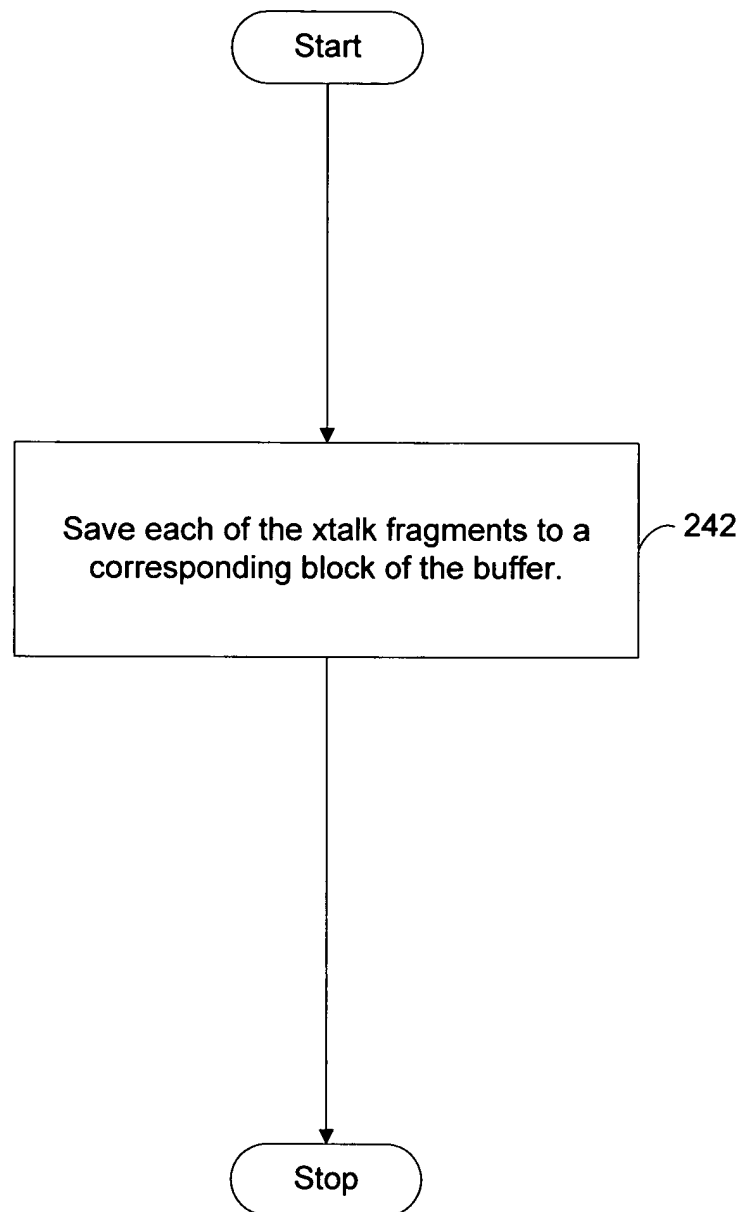 Start
Save each of the xtalk fragments to a
corresponding block of the buffer.
242
Stop